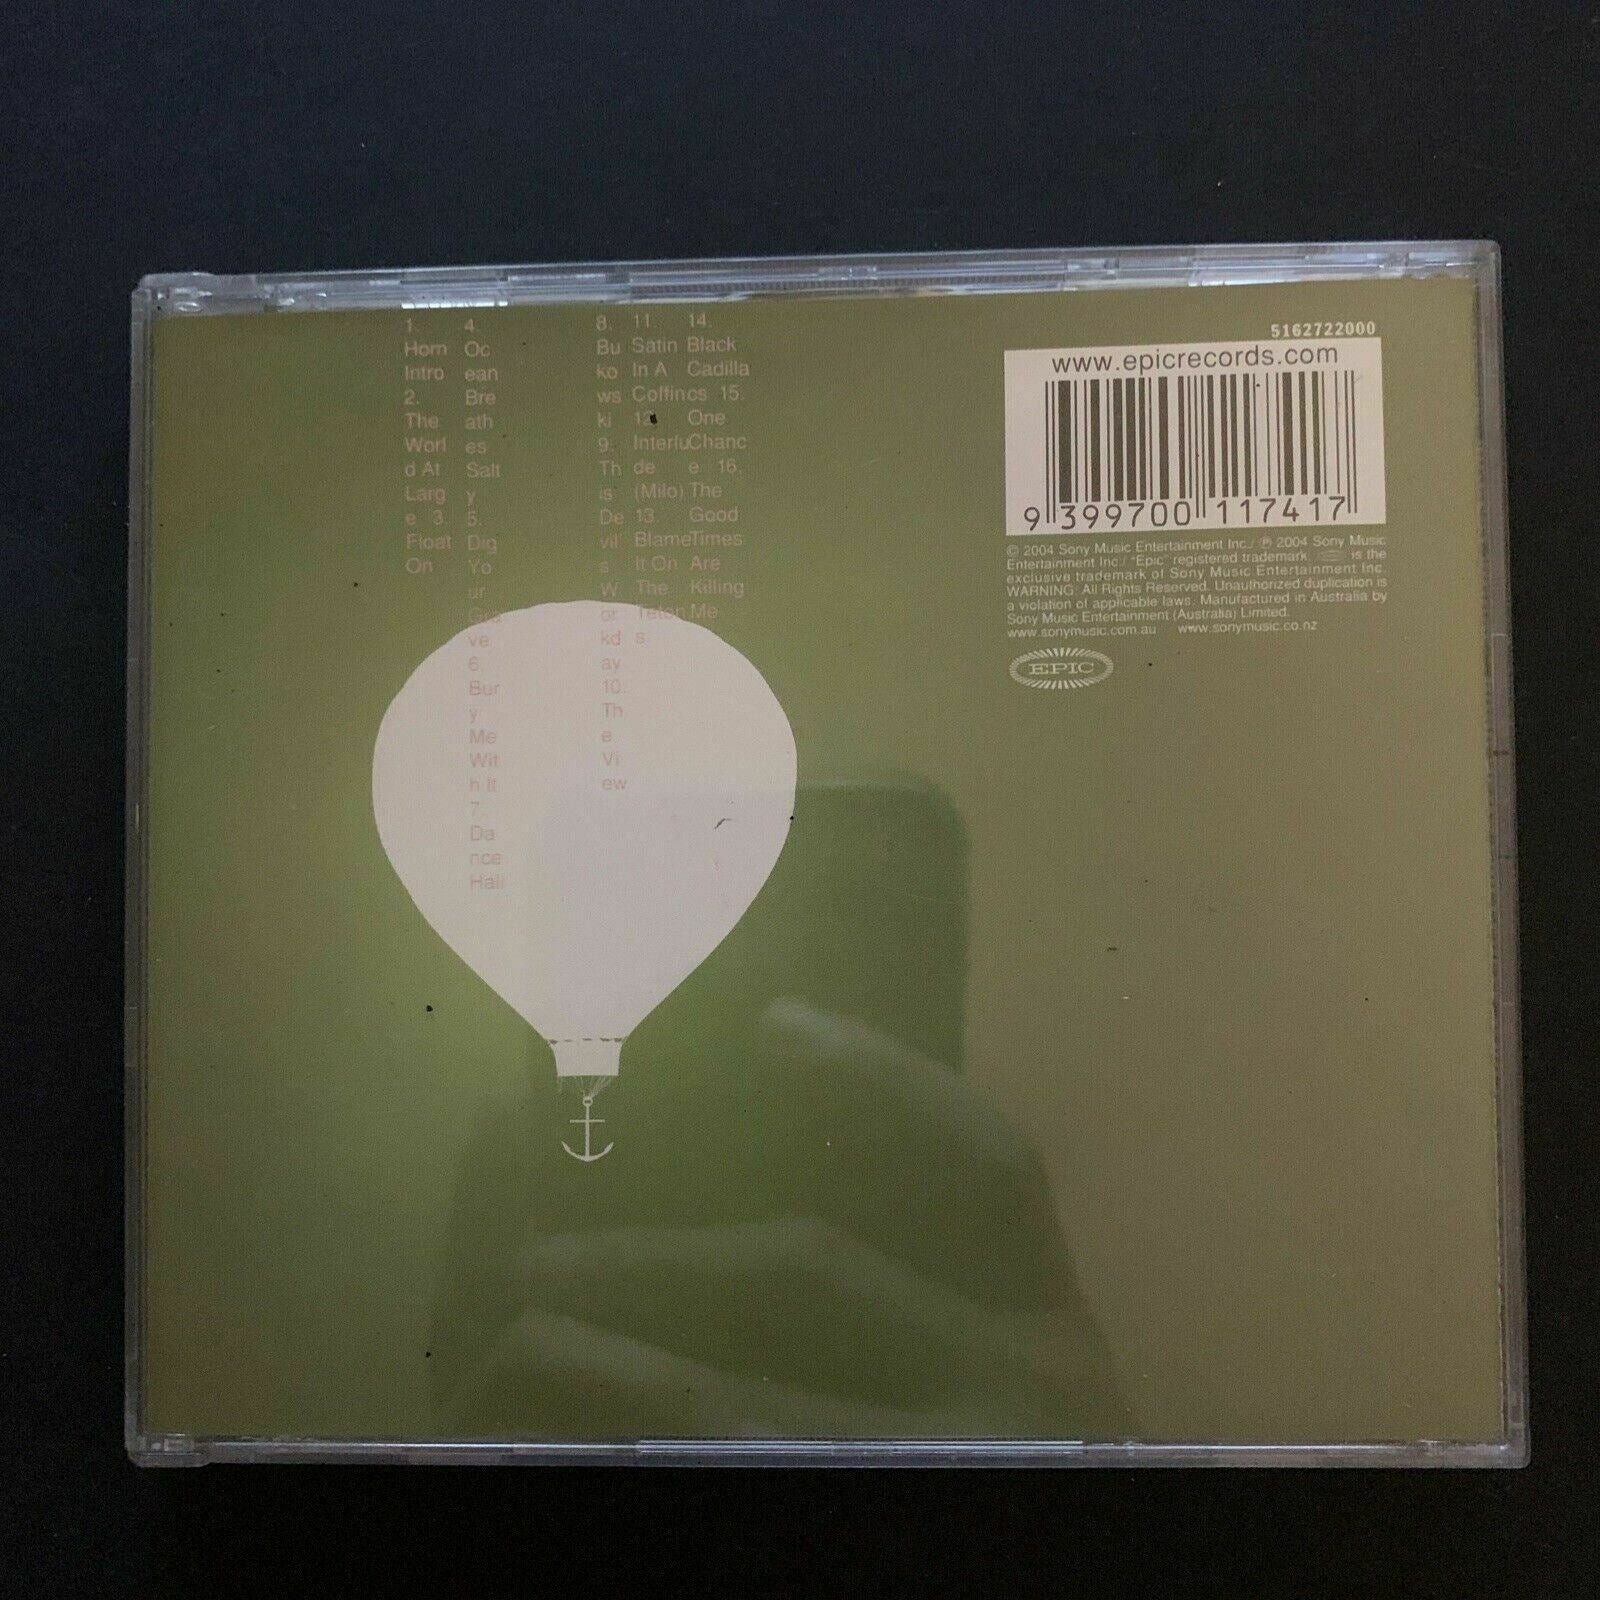 1.
Horn
Intro
2.
The
Worl
d At
Larg
e 3.
Float
On
4.
Oc
ean
Bre
ath
es
Salt
y
5.
Dig
Yo
ur
Gra
ve
6.
Bur
y
Me
Wit
h It
7.
Da
nce
Hall
8.
Bu
ko
ws
ki
9.
Th
is
De
vil'
s
W
or
kd
ay
10.
Th
e
Vi
ew
11.
Satin
In A
Coffin
12.
Interlu
de
(Milo)
13.
Blame
It On
The
Teton
s
14.
Black
Cadilla
cs 15.
One
Chanc
e 16.
The
Good
Times
Are
Killing
Me
5162722000
www.epicrecords.com
9 399700 117417
© 2004 Sony Music Entertainment Inc./ ℗ 2004 Sony Music
Entertainment Inc./ "Epic" registered trademark is the
exclusive trademark of Sony Music Entertainment Inc.
WARNING: All Rights Reserved. Unauthorized duplication is
a violation of applicable laws. Manufactured in Australia by
Sony Music Entertainment (Australia) Limited.
www.sonymusic.com.au www.sonymusic.co.nz
EPIC